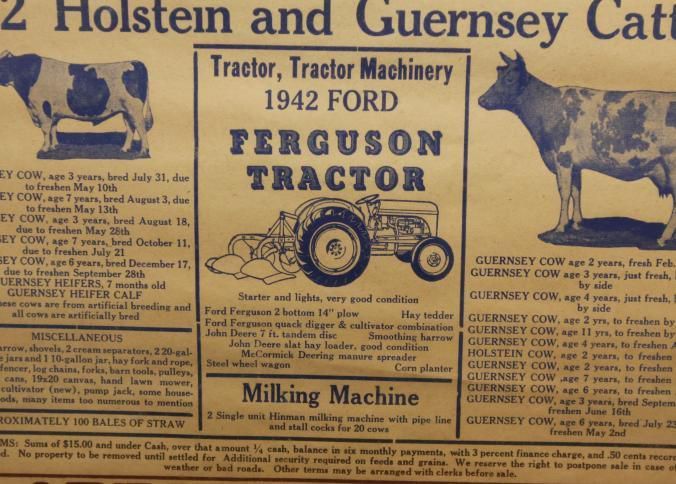 2 Holstein and Guernsey Catt
EY COW, age 3 years, bred July 31, due
to freshen May 10th
EY COW, age 7 years, bred August 3, due
to freshen May 13th
EY COW, age 3 years, bred August 18,
due to freshen May 28th
SEY COW, age 7 years, bred October 11,
due to freshen July 21
SEY COW, age 6 years, bred December 17,
due to freshen September 28th
UERNSEY HEIFERS, 7 months old
GUERNSEY HEIFER CALF
ese cows are from artificial breeding and
all cows are artificially bred
MISCELLANEOUS
arrow, shovels, 2 cream separators, 2 20-gal-
e jars and 1 10-gallon jar, hay fork and rope,
fencer, log chains, forks, barn tools, pulleys,
cans, 19x20 canvas, hand lawn mower,
cultivator (new), pump jack, some house-
ods, many items too numerous to mention
ROXIMATELY 100 BALES OF STRAW
Tractor, Tractor Machinery
1942 FORD
FERGUSON
TRACTOR
Starter and lights, very good condition
Ford Ferguson 2 bottom 14" plow Hay tedder
Ford Ferguson quack digger & cultivator combination
John Deere 7 ft. tandem disc Smoothing harrow
John Deere slat hay loader, good condition
McCormick Deering manure spreader
Steel wheel wagon Corn planter
Milking Machine
2 Single unit Hinman milking machine with pipe line
and stall cocks for 20 cows
GUERNSEY COW age 2 years, fresh Feb.
GUERNSEY COW age 3 years, just fresh,
by side
GUERNSEY COW age 4 years, just fresh,
by side
GUERNSEY COW, age 2 yrs, to freshen by
GUERNSEY COW, age 11 yrs, to freshen by
GUERNSEY COW, age 4 years, to freshen A
HOLSTEIN COW, age 2 years, to freshen
GUERNSEY COW, age 2 years, to freshen
GUERNSEY COW, age 7 years, to freshen
GUERNSEY COW, age 6 years, to freshen
GUERNSEY COW, age 3 years, bred Septem
freshen June 16th
GUERNSEY COW, age 6 years, bred July 23
freshen May 2nd
MS: Sums of $15.00 and under Cash, over that amount ¼ cash, balance in six monthly payments, with 3 percent finance charge, and .50 cents recor
d. No property to be removed until settled for Additional security required on feeds and grains. We reserve the right to postpone sale in case of
weather or bad roads. Other terms may be arranged with clerks before sale.